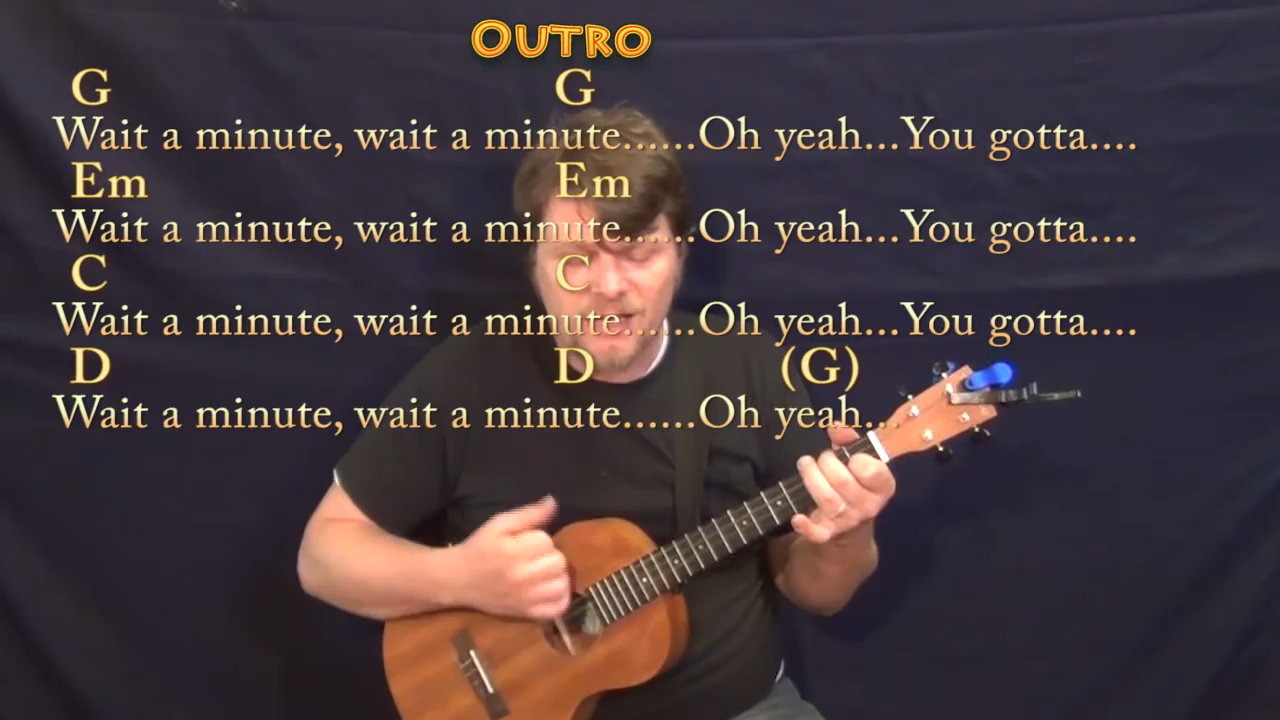 OUTRO
G G
Wait a minute, wait a minute......Oh yeah...You gotta....
Em Em
Wait a minute, wait a minute......Oh yeah...You gotta....
C C
Wait a minute, wait a minute......Oh yeah...You gotta....
D D (G)
Wait a minute, wait a minute......Oh yeah...